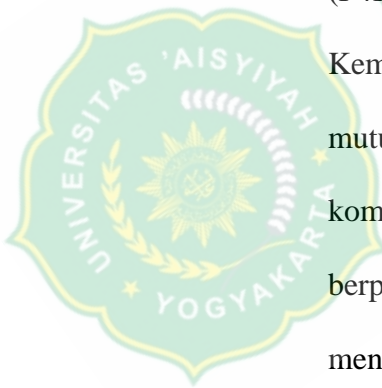 Kem
mutu
kom
berp
men
UNIVERSITAS 'AISYIYAH
YOGYAKARTA